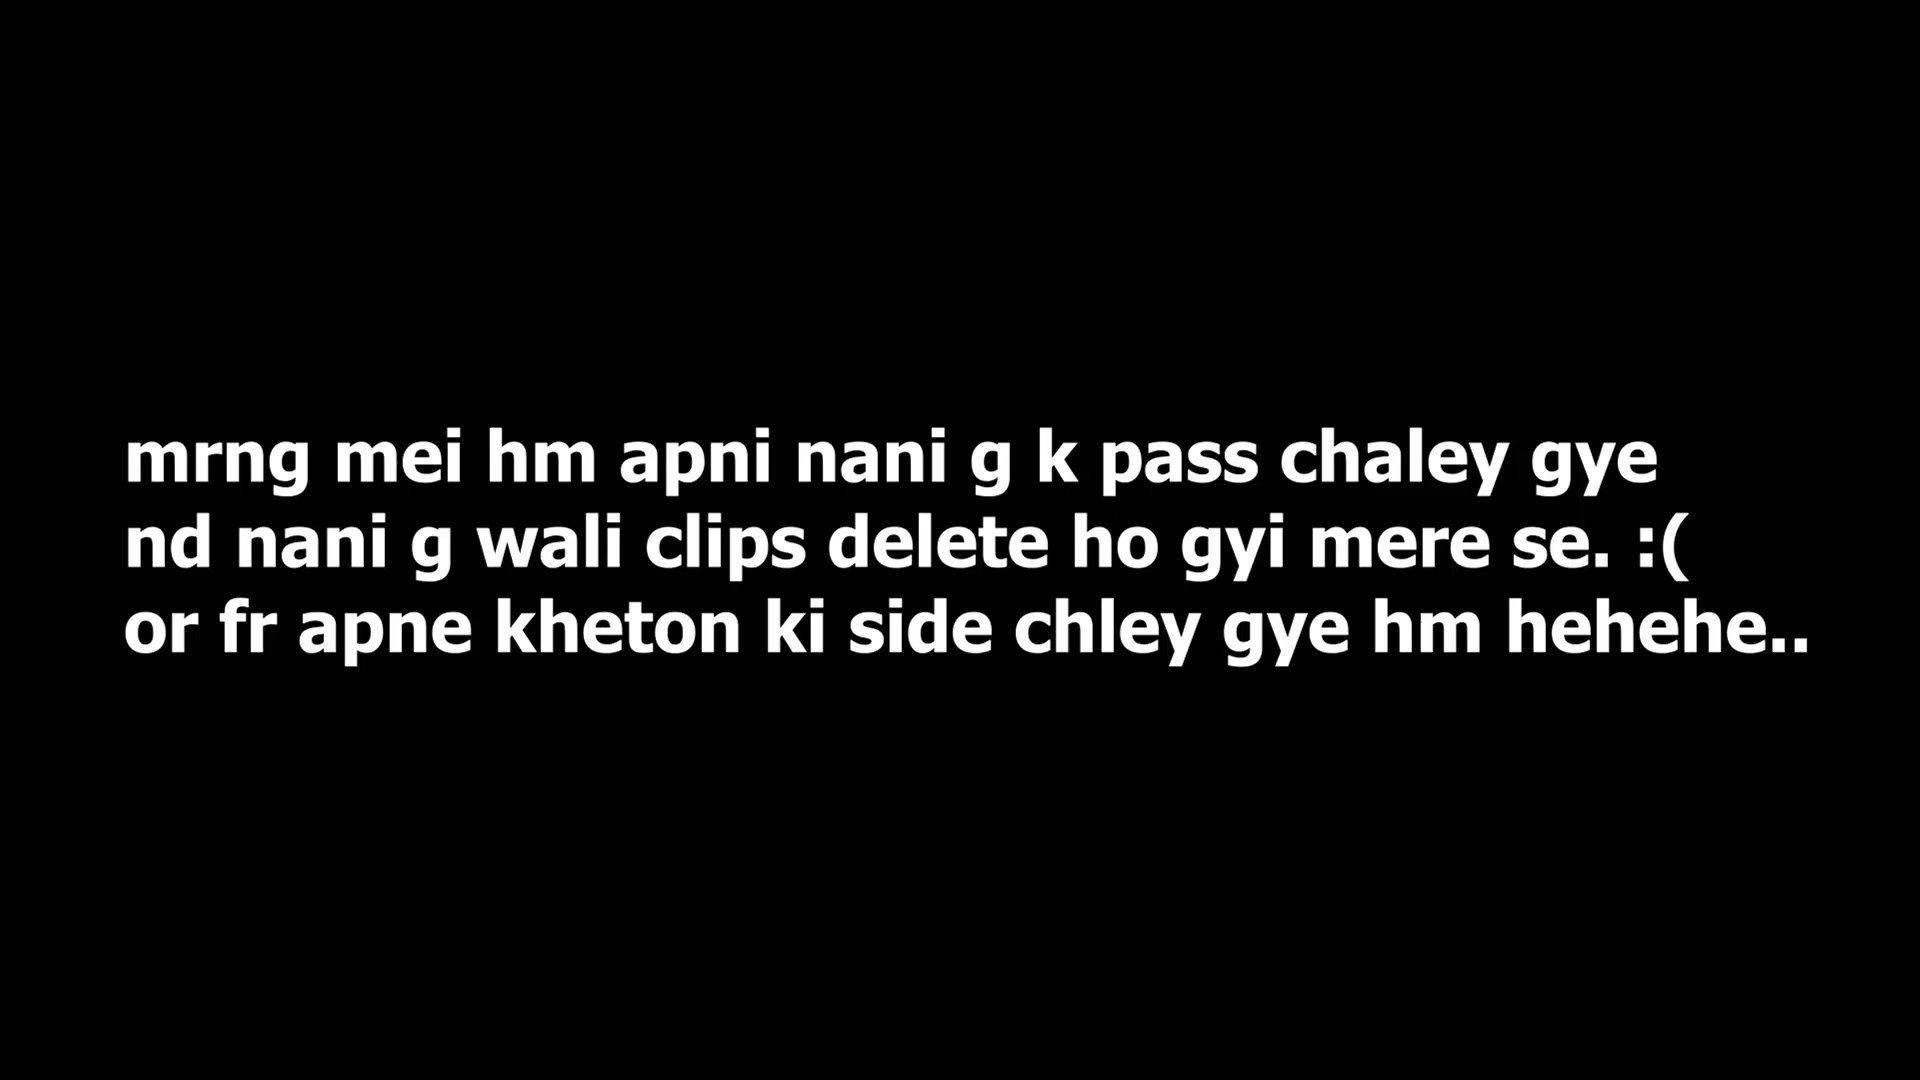 mrng mei hm apni nani g k pass chaley gye
nd nani g wali clips delete ho gyi mere se. :(
or fr apne kheton ki side chley gye hm hehehe..